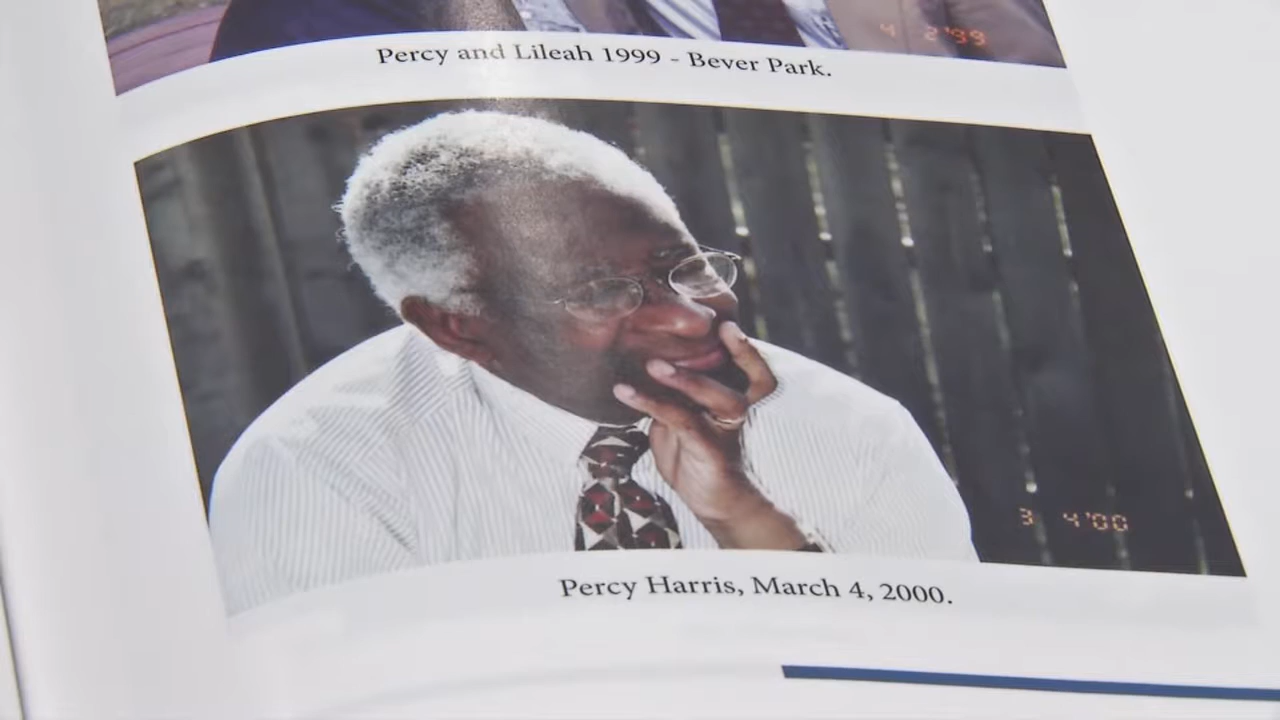 4 2'99
Percy and Lileah 1999 - Bever Park.
3 4'00
Percy Harris, March 4, 2000.